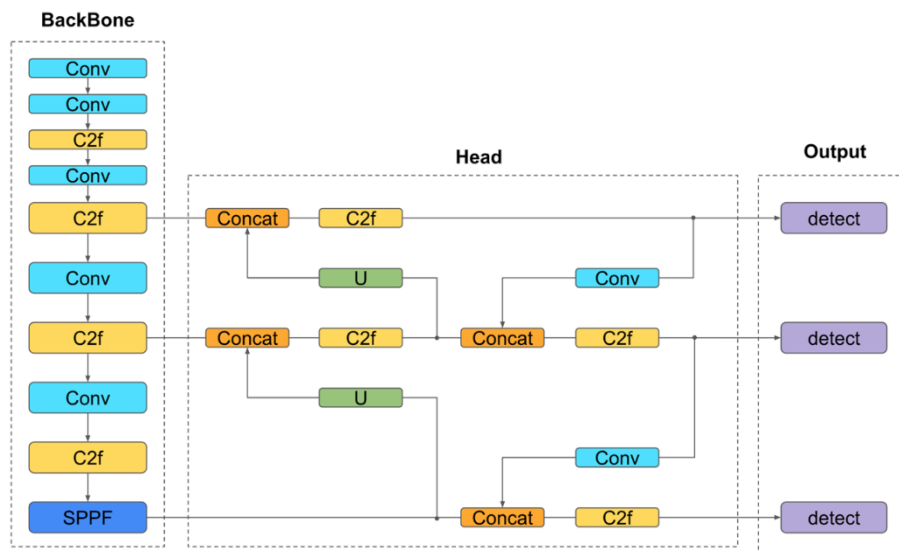 BackBone
Conv
Conv
C2f
Conv
C2f
Conv
C2f
Conv
C2f
SPPF
Head
Concat
C2f
U
Conv
Concat
C2f
Concat
C2f
U
Conv
Concat
C2f
Output
detect
detect
detect